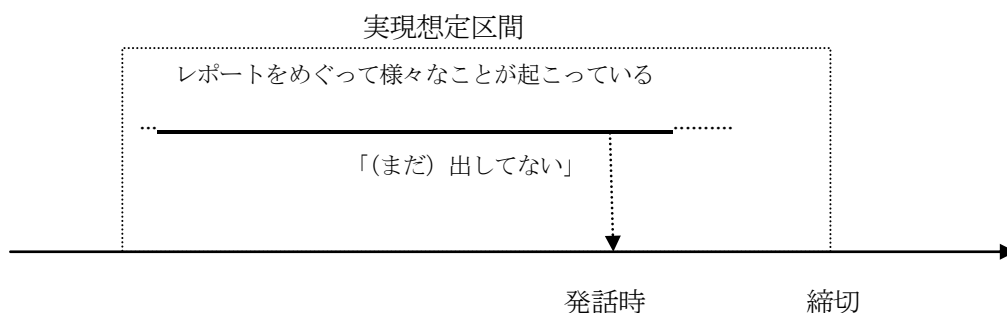 実現想定区間
レポートをめぐって様々なことが起こっている
「（まだ）出してない」
発話時
締切